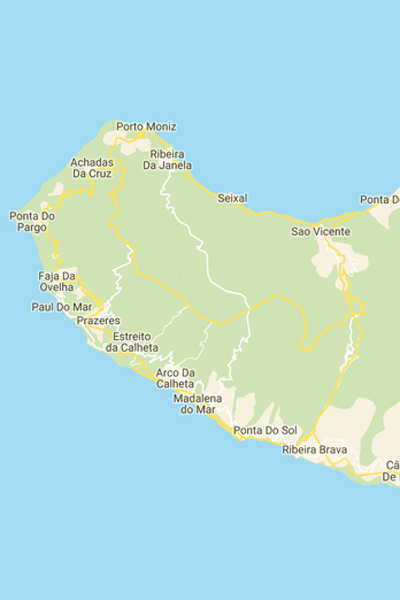 Porto Moniz
Ribeira
Da Janela
Achadas
Da Cruz
Seixal
Ponta D
Ponta Do
Pargo
Sao Vicente
Faja Da
Ovelha
Paul Do Mar
Prazeres
Estreito
da Calheta
Arco Da
Calheta
Madalena
do Mar
Ponta Do Sol
Ribeira Brava
Câ
De